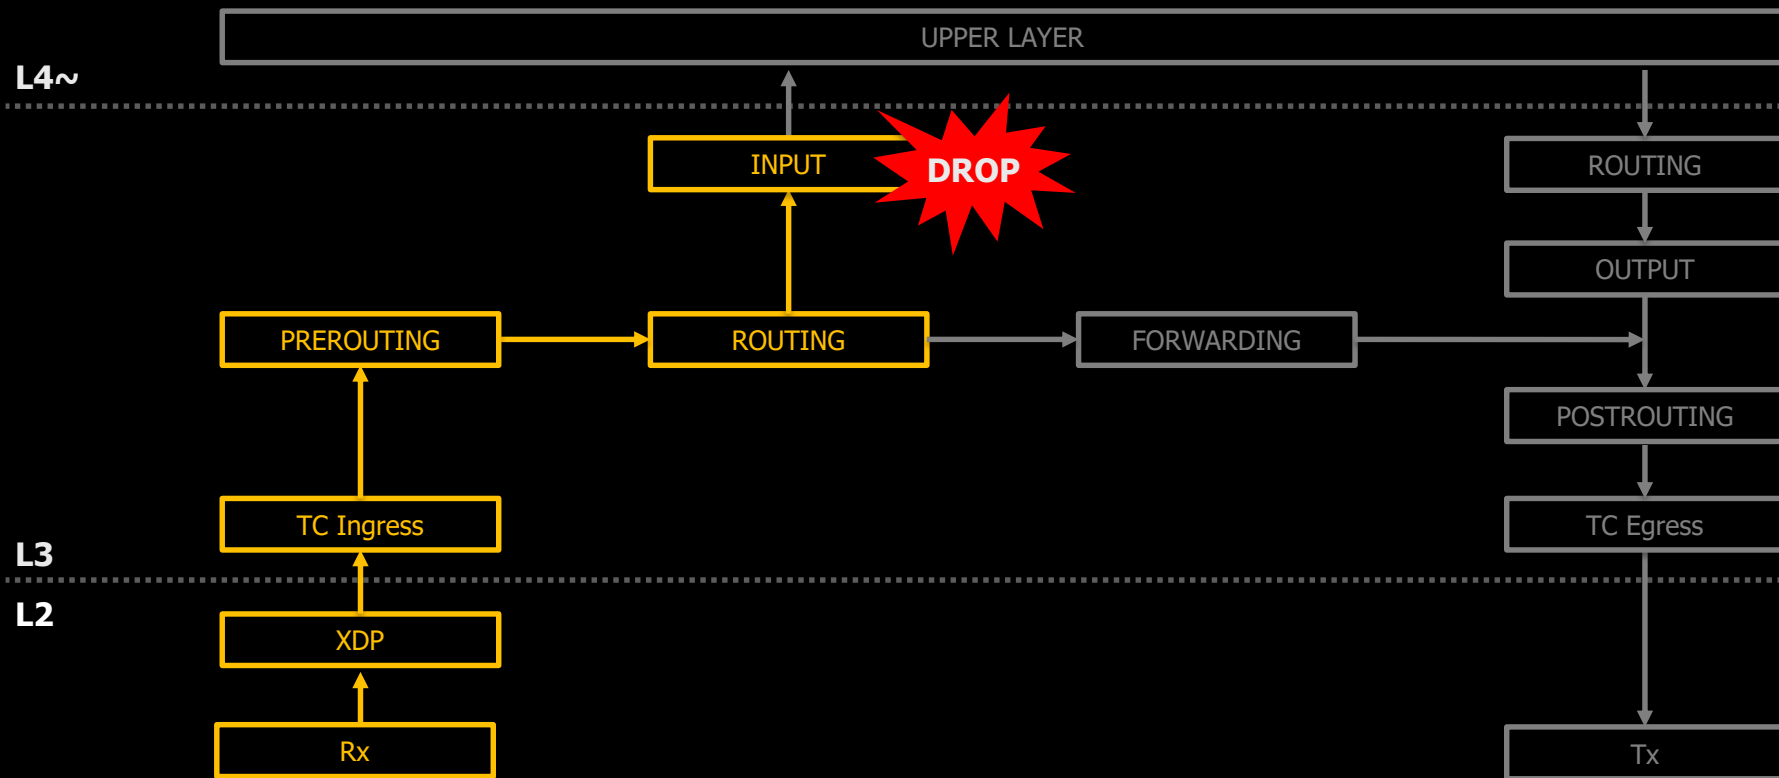 UPPER LAYER
L4~
INPUT
DROP
ROUTING
OUTPUT
PREROUTING
ROUTING
FORWARDING
POSTROUTING
TC Ingress
TC Egress
L3
L2
XDP
Rx
Tx